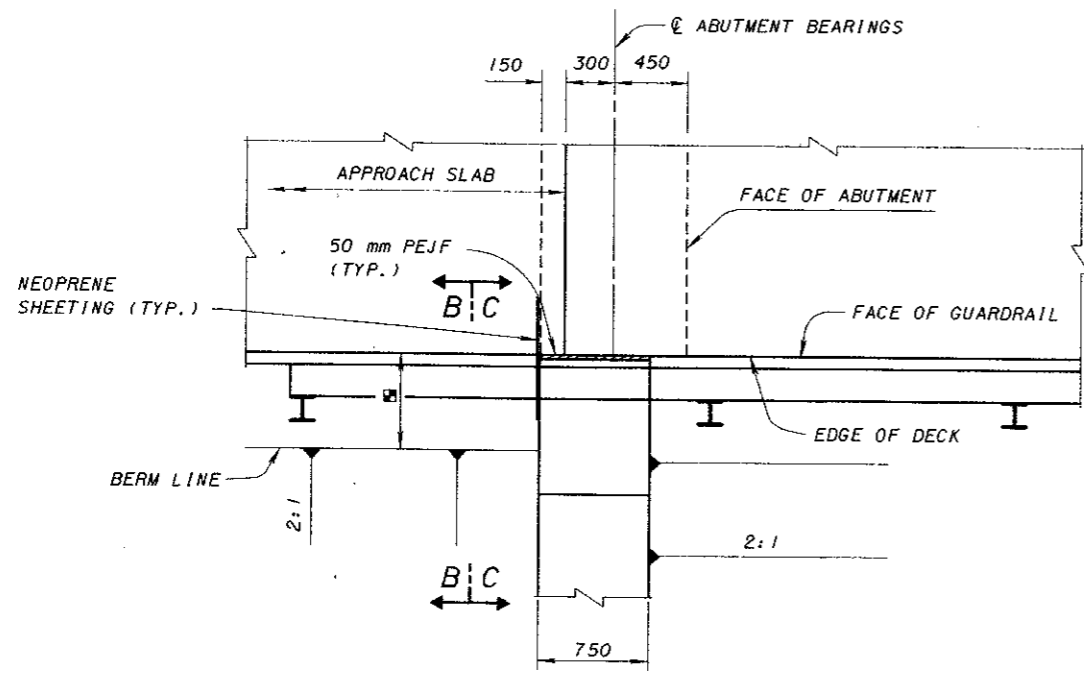 ℄ ABUTMENT BEARINGS
150 300 450
APPROACH SLAB
FACE OF ABUTMENT
50 mm PEJF
(TYP.)
NEOPRENE
SHEETING (TYP.)
B C
FACE OF GUARDRAIL
EDGE OF DECK
BERM LINE
2:1
2:1
B C
750